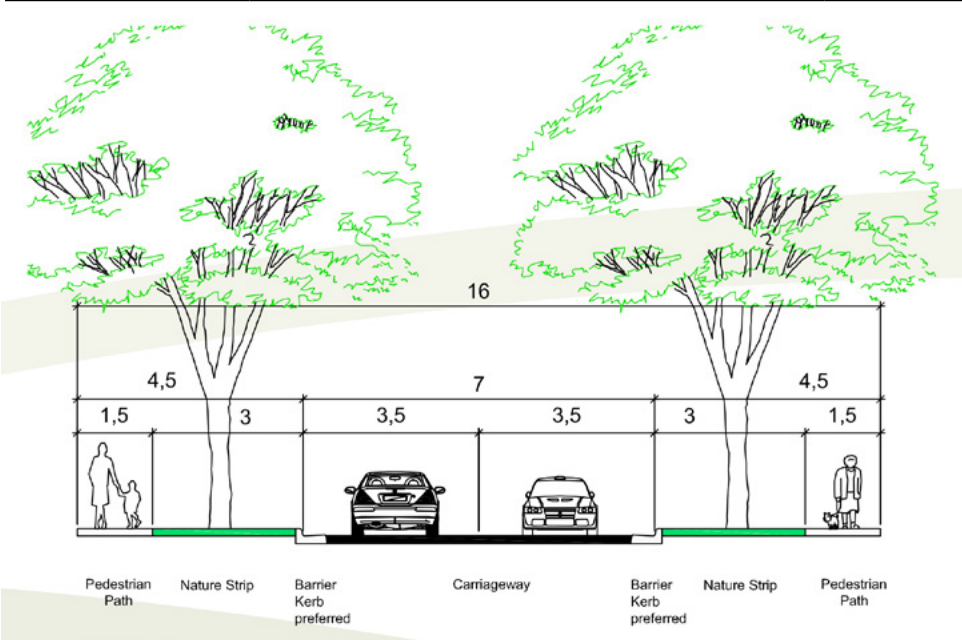 16
4,5 7 4,5
1,5 3 3,5 3,5 3 1,5
Pedestrian
Path
Nature Strip
Barrier
Kerb
preferred
Carriageway
Barrier
Kerb
preferred
Nature Strip
Pedestrian
Path